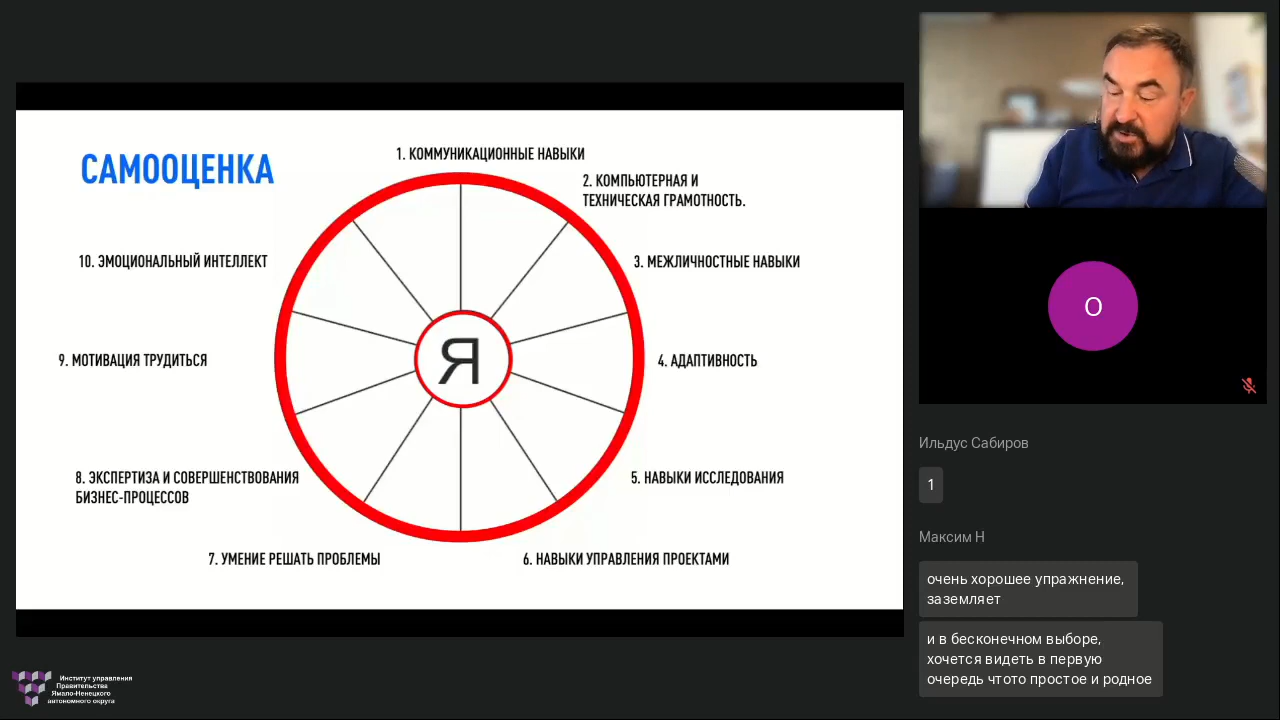 САМООЦЕНКА
1. КОММУНИКАЦИОННЫЕ НАВЫКИ
2. КОМПЬЮТЕРНАЯ И
ТЕХНИЧЕСКАЯ ГРАМОТНОСТЬ.
3. МЕЖЛИЧНОСТНЫЕ НАВЫКИ
4. АДАПТИВНОСТЬ
5. НАВЫКИ ИССЛЕДОВАНИЯ
6. НАВЫКИ УПРАВЛЕНИЯ ПРОЕКТАМИ
7. УМЕНИЕ РЕШАТЬ ПРОБЛЕМЫ
8. ЭКСПЕРТИЗА И СОВЕРШЕНСТВОВАНИЯ
БИЗНЕС-ПРОЦЕССОВ
9. МОТИВАЦИЯ ТРУДИТЬСЯ
10. ЭМОЦИОНАЛЬНЫЙ ИНТЕЛЛЕКТ
Я
О
Ильдус Сабиров
1
Максим Н
очень хорошее упражнение,
заземляет
и в бесконечном выборе,
хочется видеть в первую
очередь чтото простое и родное
Институт управления
Правительства
Ямало-Ненецкого
автономного округа